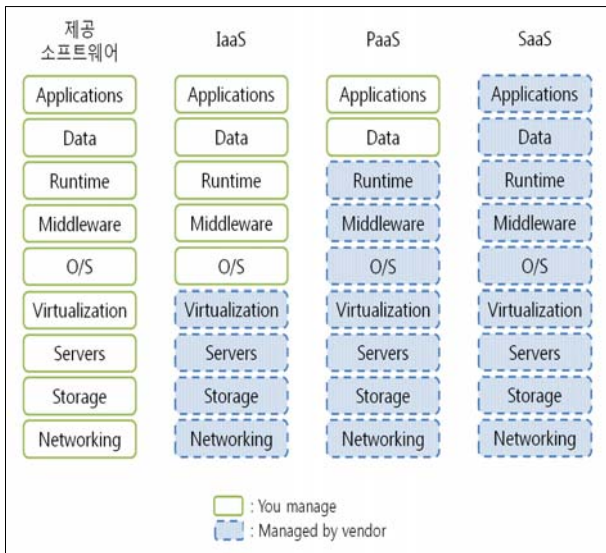 제공
소프트웨어
IaaS
PaaS
SaaS
Applications
Applications
Applications
Applications
Data
Data
Data
Data
Runtime
Runtime
Runtime
Runtime
Middleware
Middleware
Middleware
Middleware
O/S
O/S
O/S
O/S
Virtualization
Virtualization
Virtualization
Virtualization
Servers
Servers
Servers
Servers
Storage
Storage
Storage
Storage
Networking
Networking
Networking
Networking
: You manage
: Managed by vendor